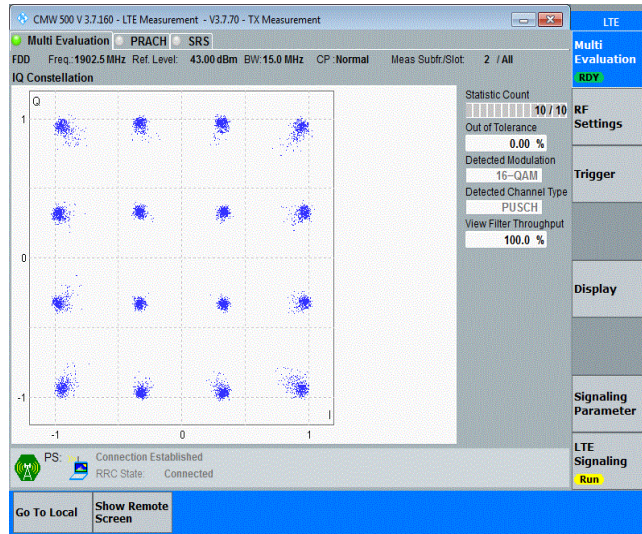 CMW 500 V 3.7.160 - LTE Measurement - V3.7.70 - TX Measurement
LTE
Multi Evaluation PRACH SRS
FDD Freq.: 1902.5 MHz Ref. Level: 43.00 dBm BW: 15.0 MHz CP : Normal Meas Subfr./Slot: 2 / All
IQ Constellation
Q
1
0
-1
-1 0 1
I
Statistic Count
10 / 10
Out of Tolerance
0.00 %
Detected Modulation
16-QAM
Detected Channel Type
PUSCH
View Filter Throughput
100.0 %
Multi
Evaluation
RDY
RF
Settings
Trigger
Display
Signaling
Parameter
LTE
Signaling
Run
PS: Connection Established
RRC State: Connected
Go To Local
Show Remote
Screen